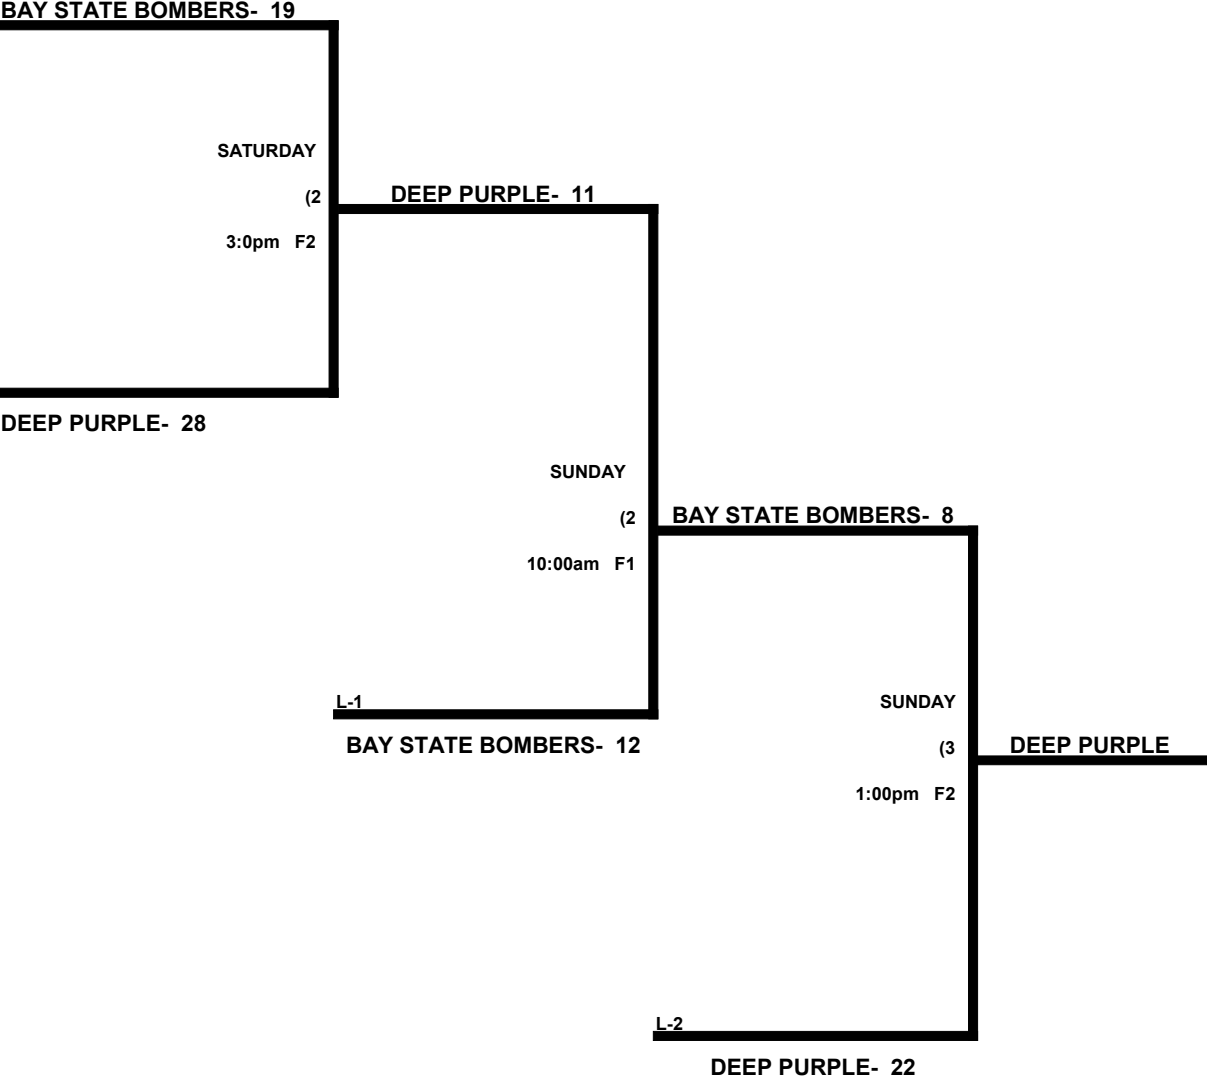 BAY STATE BOMBERS- 19
SATURDAY
(2
DEEP PURPLE- 11
3:0pm F2
DEEP PURPLE- 28
SUNDAY
(2
BAY STATE BOMBERS- 8
10:00am F1
L-1
SUNDAY
BAY STATE BOMBERS- 12
(3
DEEP PURPLE
1:00pm F2
L-2
DEEP PURPLE- 22